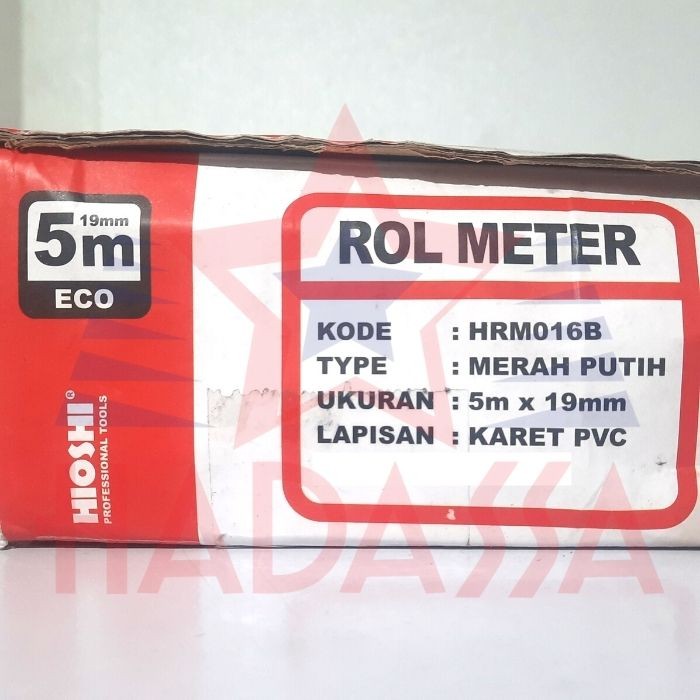 19mm
5m
ECO
HIOSHI®
PROFESSIONAL TOOLS
ROL METER
KODE : HRM016B
TYPE : MERAH PUTIH
UKURAN : 5m x 19mm
LAPISAN : KARET PVC
HADASSA